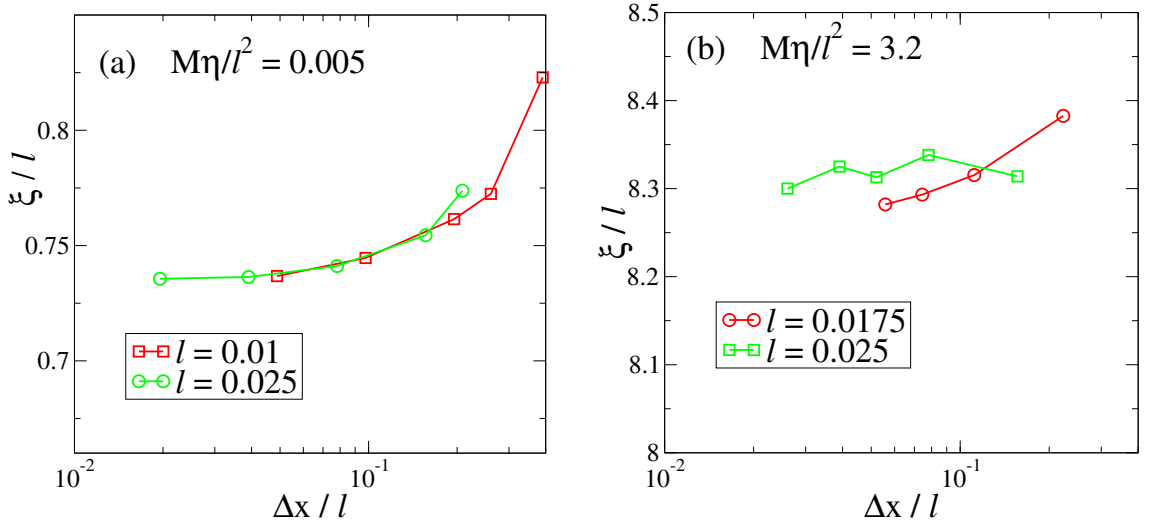 (a) Mη/l² = 0.005
0.8
0.75
0.7
ξ / l
l = 0.01
l = 0.025
10⁻² 10⁻¹
Δx / l
(b) Mη/l² = 3.2
8.5
8.4
8.3
8.2
8.1
8
ξ / l
l = 0.0175
l = 0.025
10⁻² 10⁻¹
Δx / l